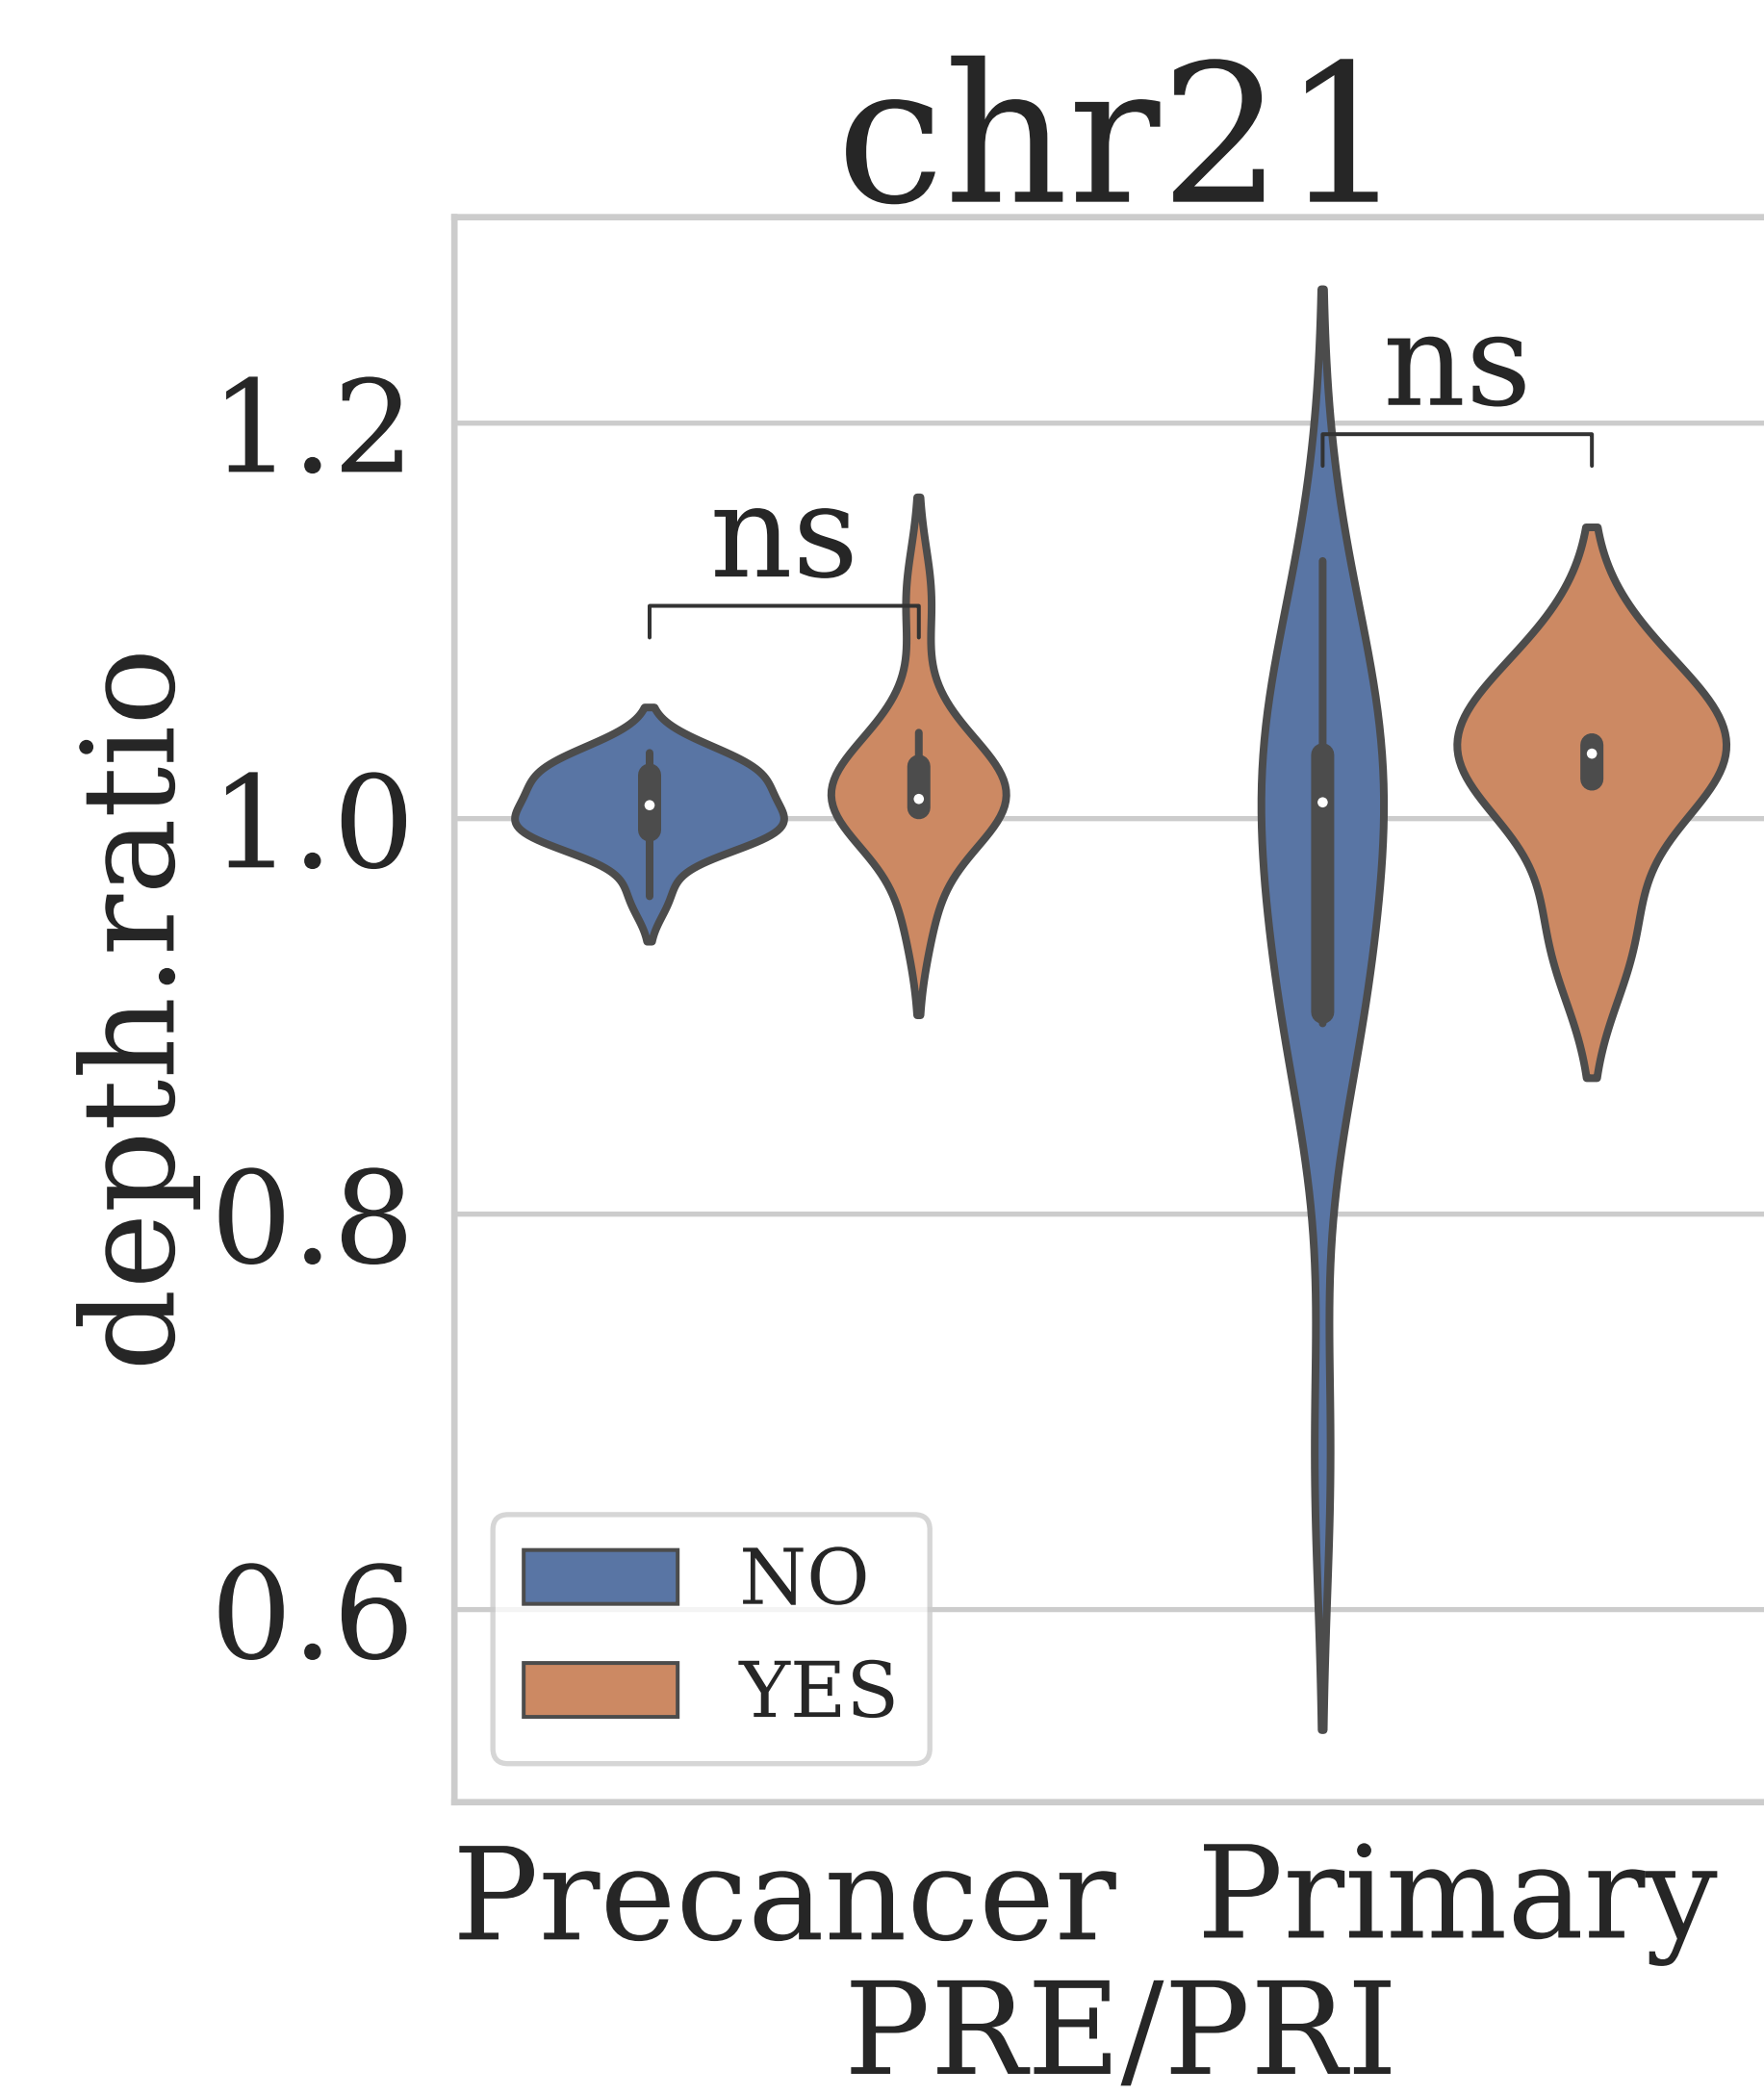 chr21
ns
ns
1.2
1.0
0.8
0.6
depth.ratio
NO
YES
Precancer Primary
PRE/PRI